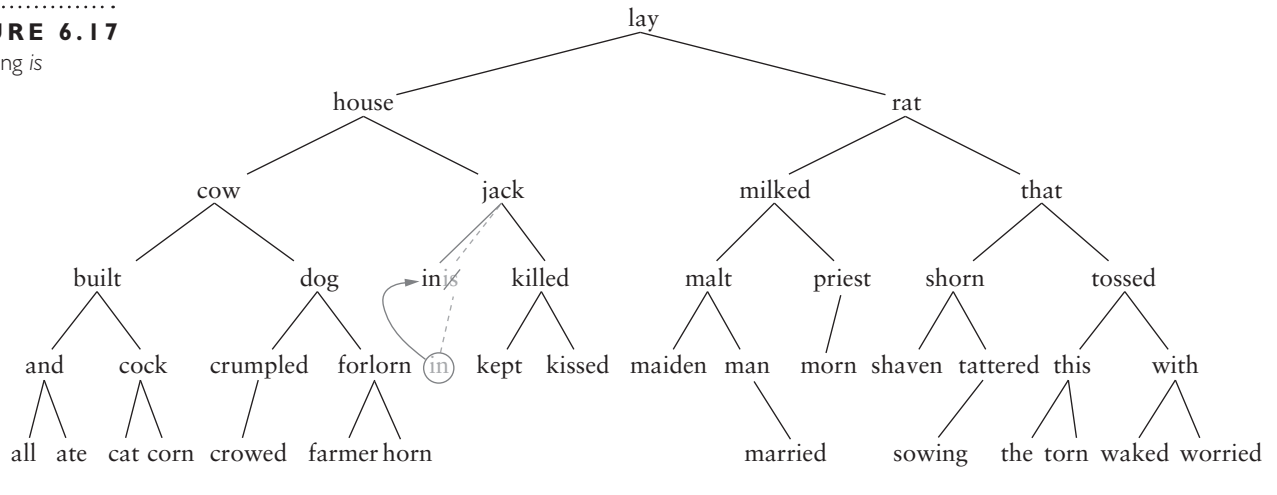 URE 6.17
ng is
lay
house rat
cow jack milked that
built dog in is killed malt priest shorn tossed
and cock crumpled forlorn in kept kissed maiden man morn shaven tattered this with
all ate cat corn crowed farmer horn married sowing the torn waked worried